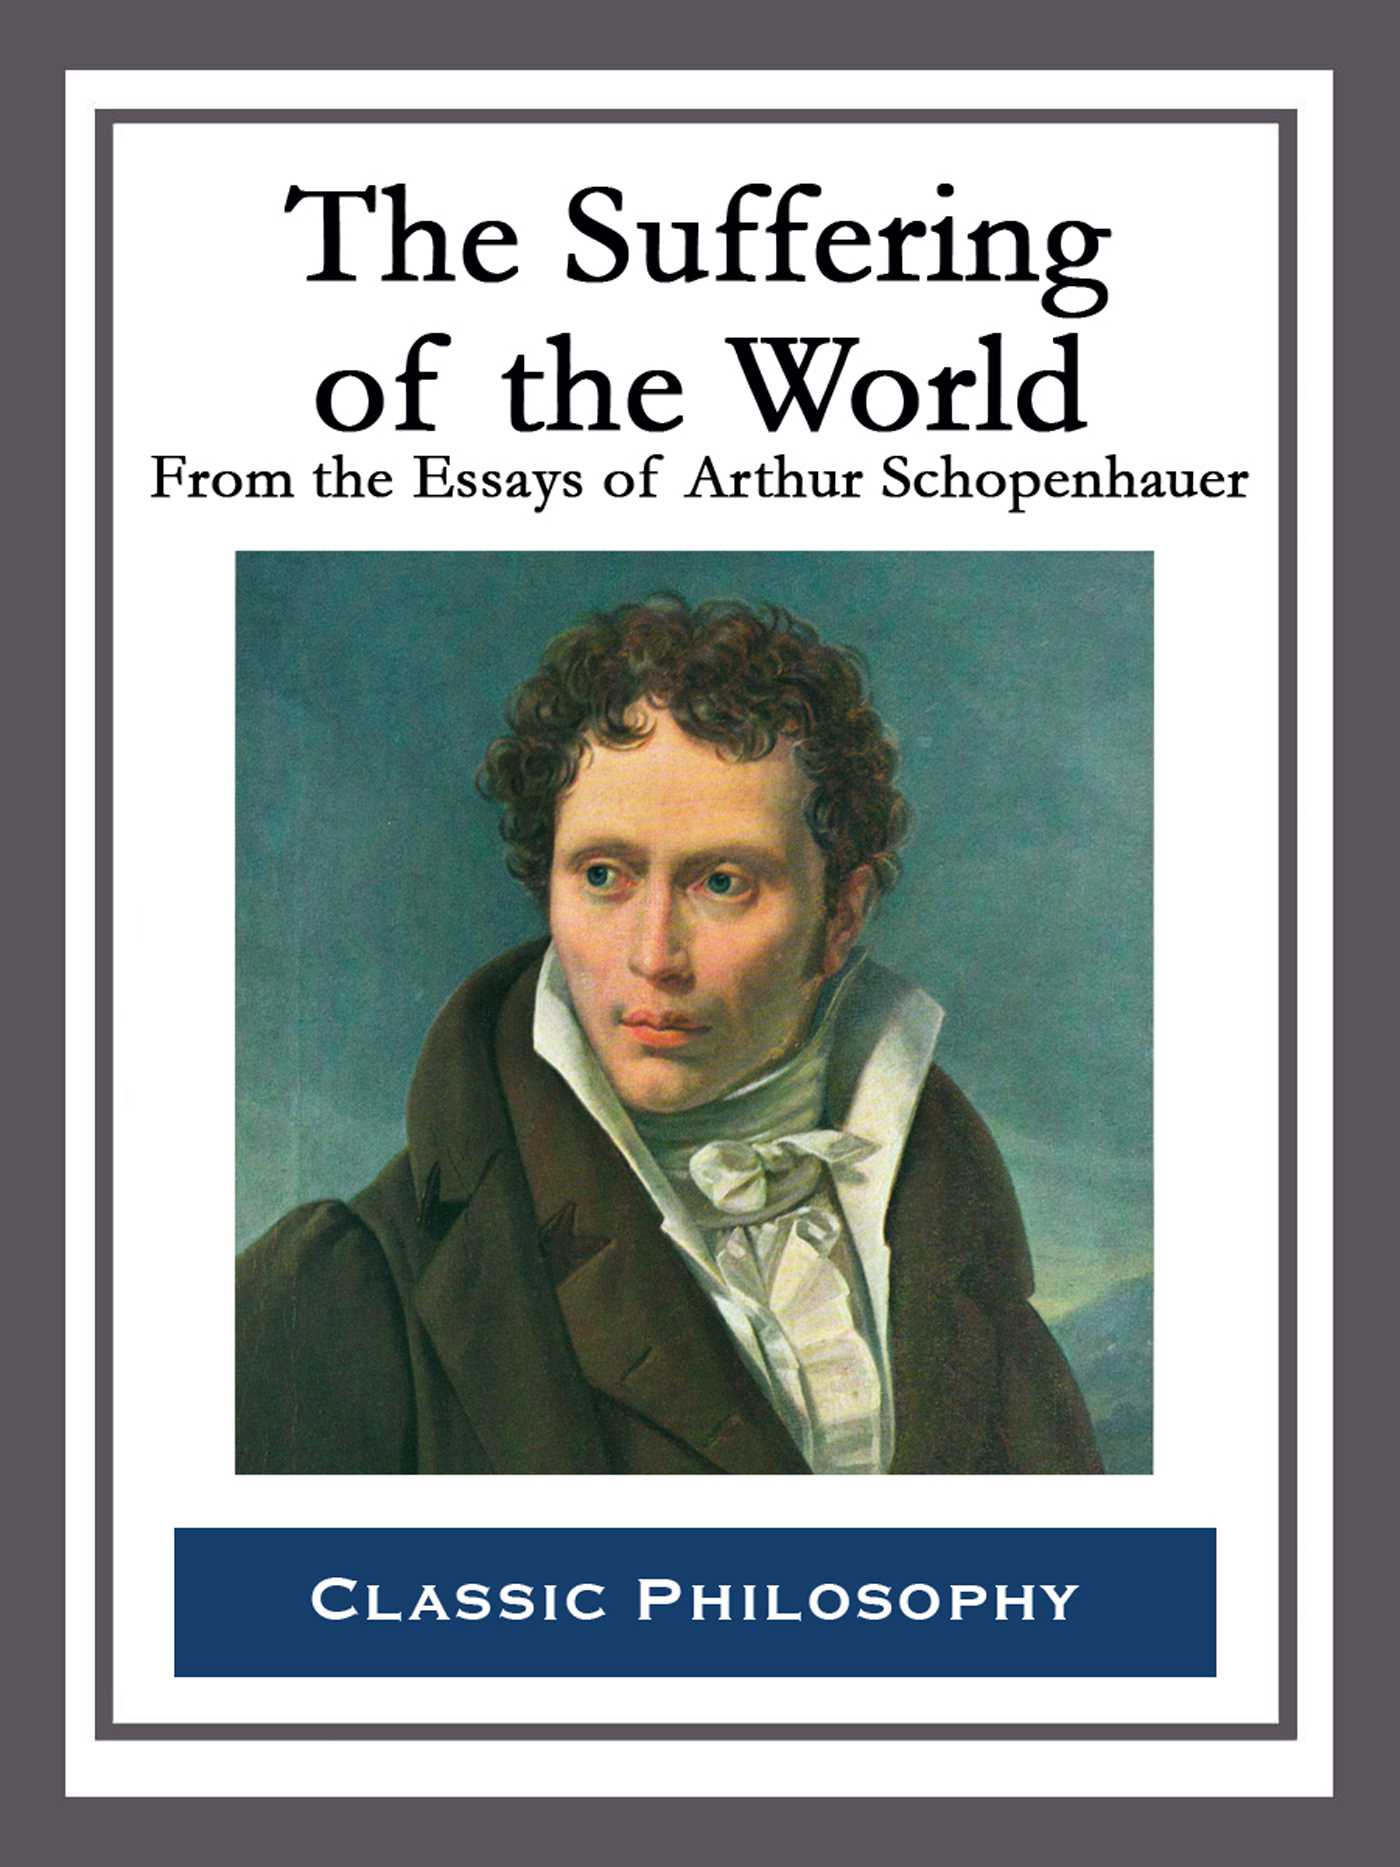 The Suffering
of the World
From the Essays of Arthur Schopenhauer
Classic Philosophy